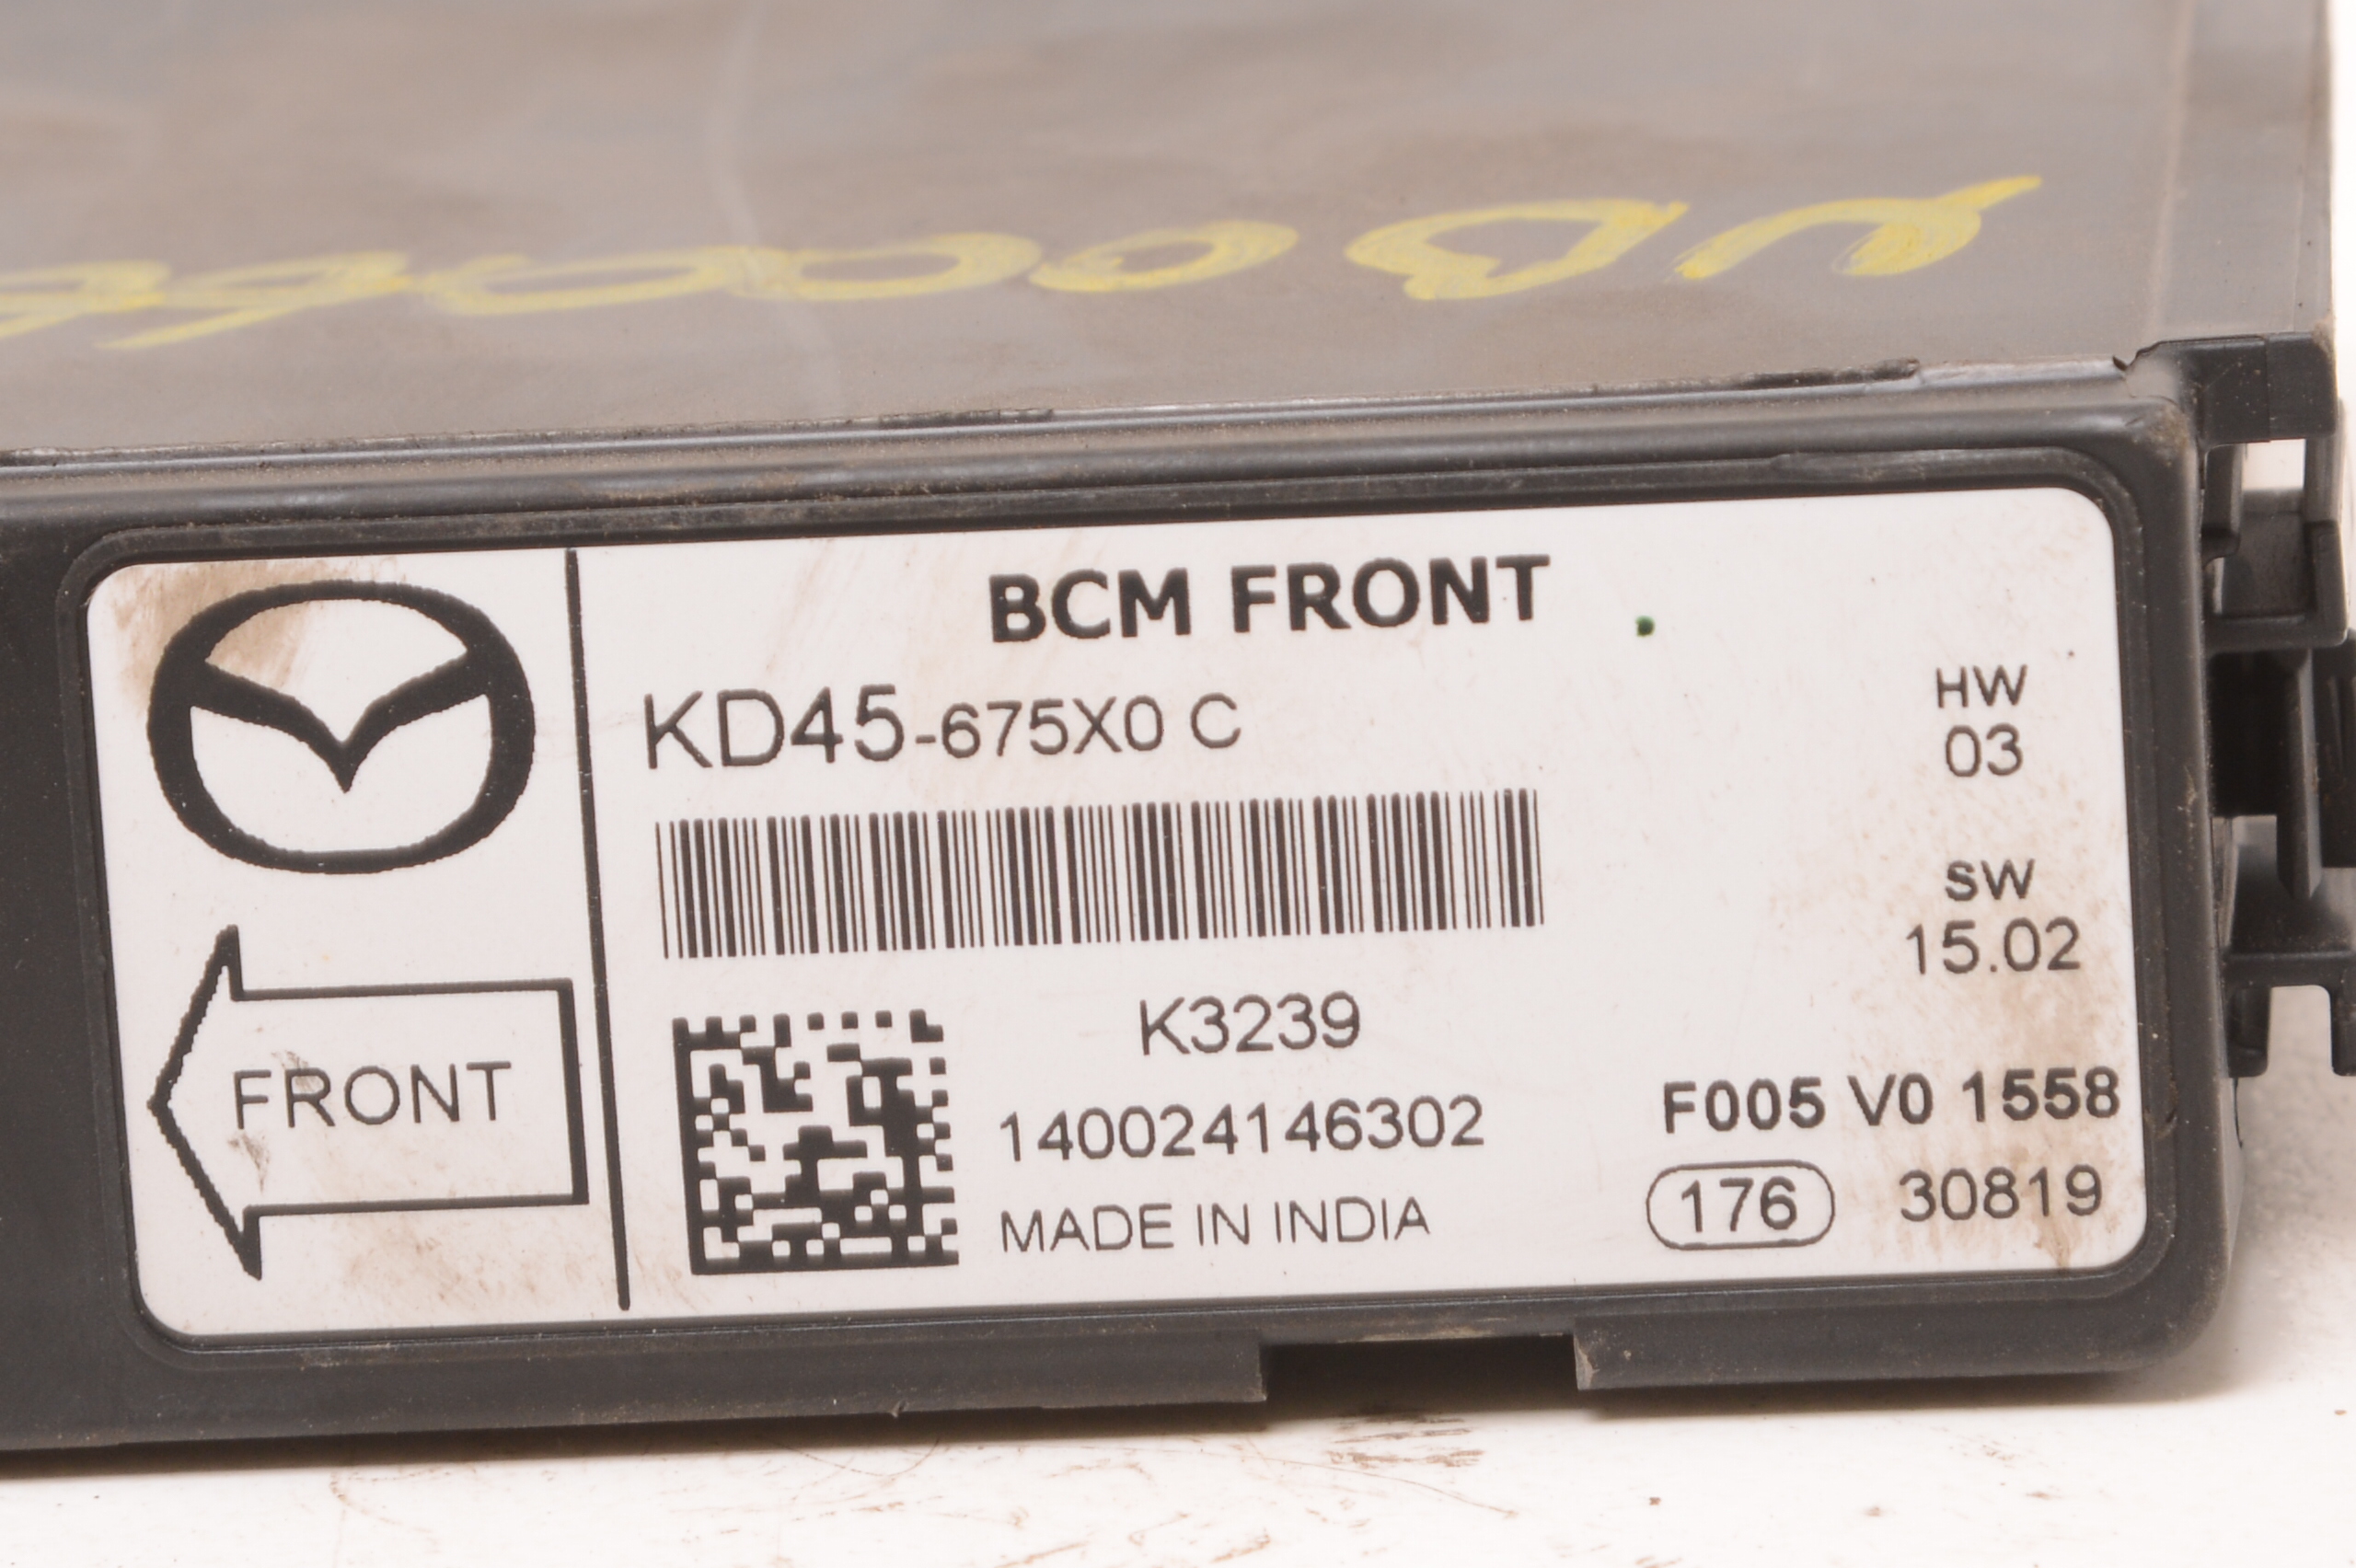 BCM FRONT
KD45-675X0 C
HW
03
SW
15.02
K3239
140024146302
MADE IN INDIA
F005 V0 1558
176 30819
FRONT